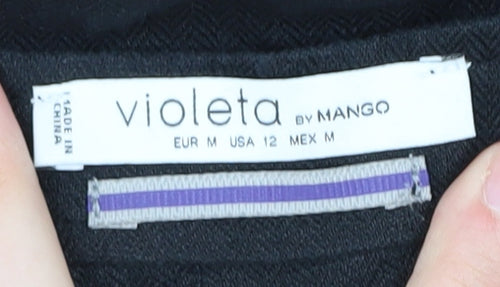 MADE IN
CHINA
violeta BY MANGO
EUR M USA 12 MEX M